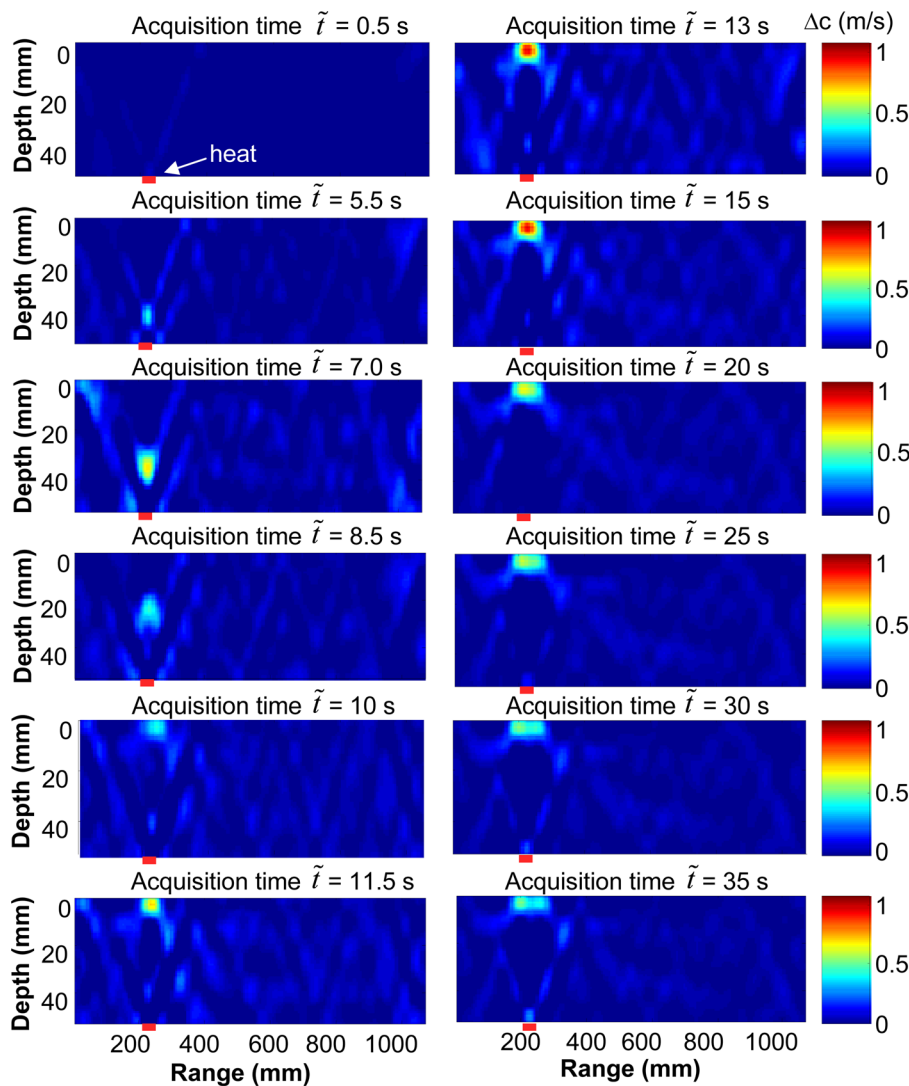 Acquisition time t̃ = 0.5 s
Depth (mm)
0
20
40
heat
Acquisition time t̃ = 5.5 s
Depth (mm)
0
20
40
Acquisition time t̃ = 7.0 s
Depth (mm)
0
20
40
Acquisition time t̃ = 8.5 s
Depth (mm)
0
20
40
Acquisition time t̃ = 10 s
Depth (mm)
0
20
40
Acquisition time t̃ = 11.5 s
Depth (mm)
0
20
40
200 400 600 800 1000
Range (mm)
Acquisition time t̃ = 13 s
Δc (m/s)
1
0.5
0
Acquisition time t̃ = 15 s
1
0.5
0
Acquisition time t̃ = 20 s
1
0.5
0
Acquisition time t̃ = 25 s
1
0.5
0
Acquisition time t̃ = 30 s
1
0.5
0
Acquisition time t̃ = 35 s
1
0.5
0
200 400 600 800 1000
Range (mm)